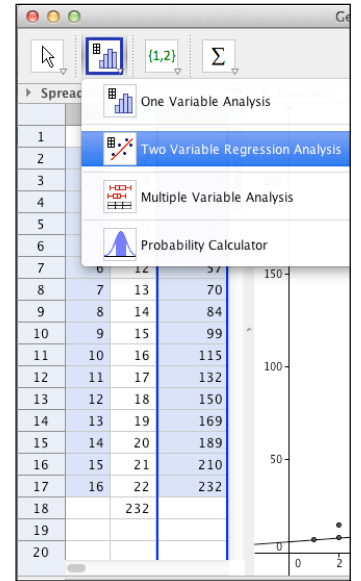 Ge
{1,2} Σ
Sprea
One Variable Analysis
1
Two Variable Regression Analysis
2
3
Multiple Variable Analysis
4
5
Probability Calculator
6
7 6 12 57
150
8 7 13 70
9 8 14 84
10 9 15 99
11 10 16 115
100
12 11 17 132
13 12 18 150
14 13 19 169
15 14 20 189
16 15 21 210
50
17 16 22 232
18 232
19
0
20
0 2